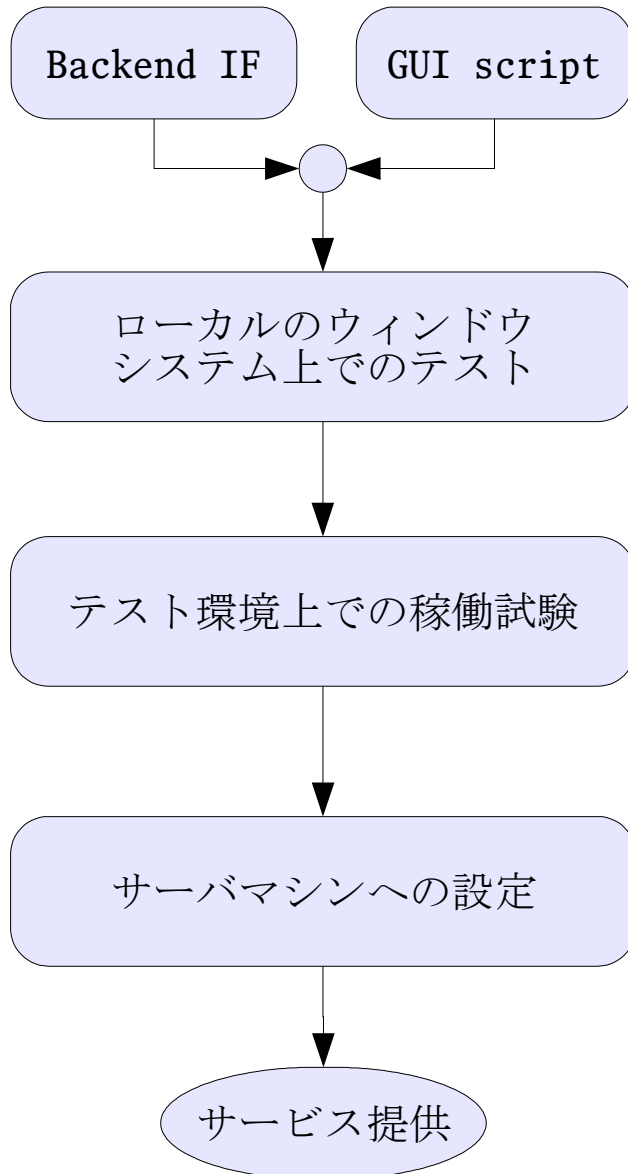 Backend IF
GUI script
ローカルのウィンドウ
システム上でのテスト
テスト環境上での稼働試験
サーバマシンへの設定
サービス提供